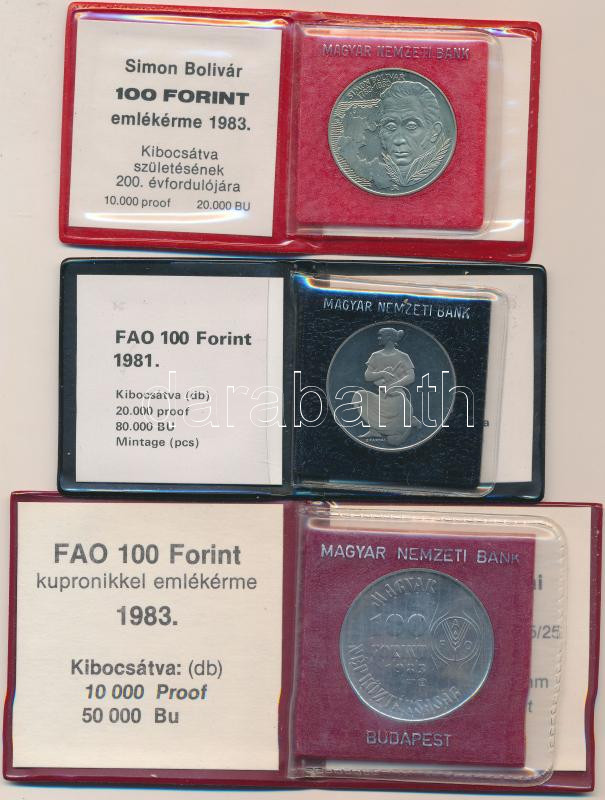 Simon Bolivár
100 FORINT
emlékérme 1983.
Kibocsátva
születésének
200. évfordulójára
10.000 proof 20.000 BU
MAGYAR NEMZETI BANK
SIMON BOLIVAR
FAO 100 Forint
1981.
Kibocsátva (db)
20.000 proof
80.000 BU
Mintage (pcs)
MAGYAR NEMZETI BANK
darabanth
FAO 100 Forint
kupronikkel emlékérme
1983.
Kibocsátva: (db)
10 000 Proof
50 000 Bu
MAGYAR NEMZETI BANK
MAGYAR
100
FORINT
1983
NÉPKÖZTÁRSASÁG
F A O
BUDAPEST